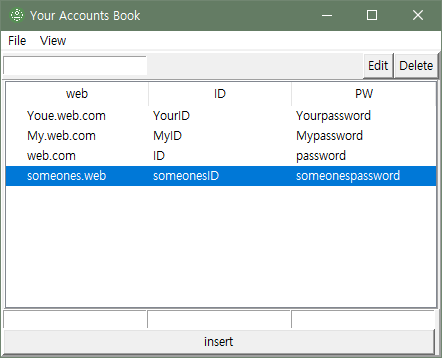 Your Accounts Book
File View
Edit Delete
web ID PW
Youe.web.com YourID Yourpassword
My.web.com MyID Mypassword
web.com ID password
someones.web someonesID someonespassword
insert